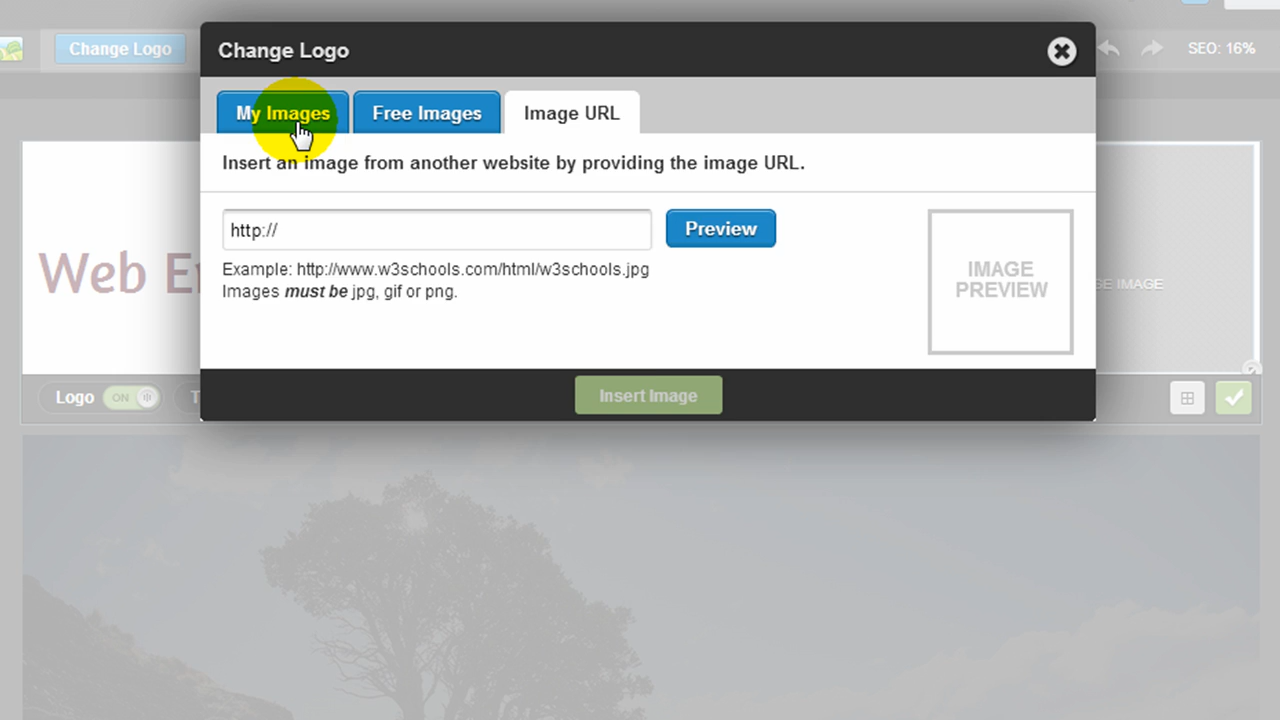 Change Logo
SEO: 16%
Change Logo
My Images
Free Images
Image URL
Insert an image from another website by providing the image URL.
http://
Preview
Example: http://www.w3schools.com/html/w3schools.jpg
Images must be jpg, gif or png.
IMAGE
PREVIEW
Web
IMAGE
Logo
ON
Insert Image